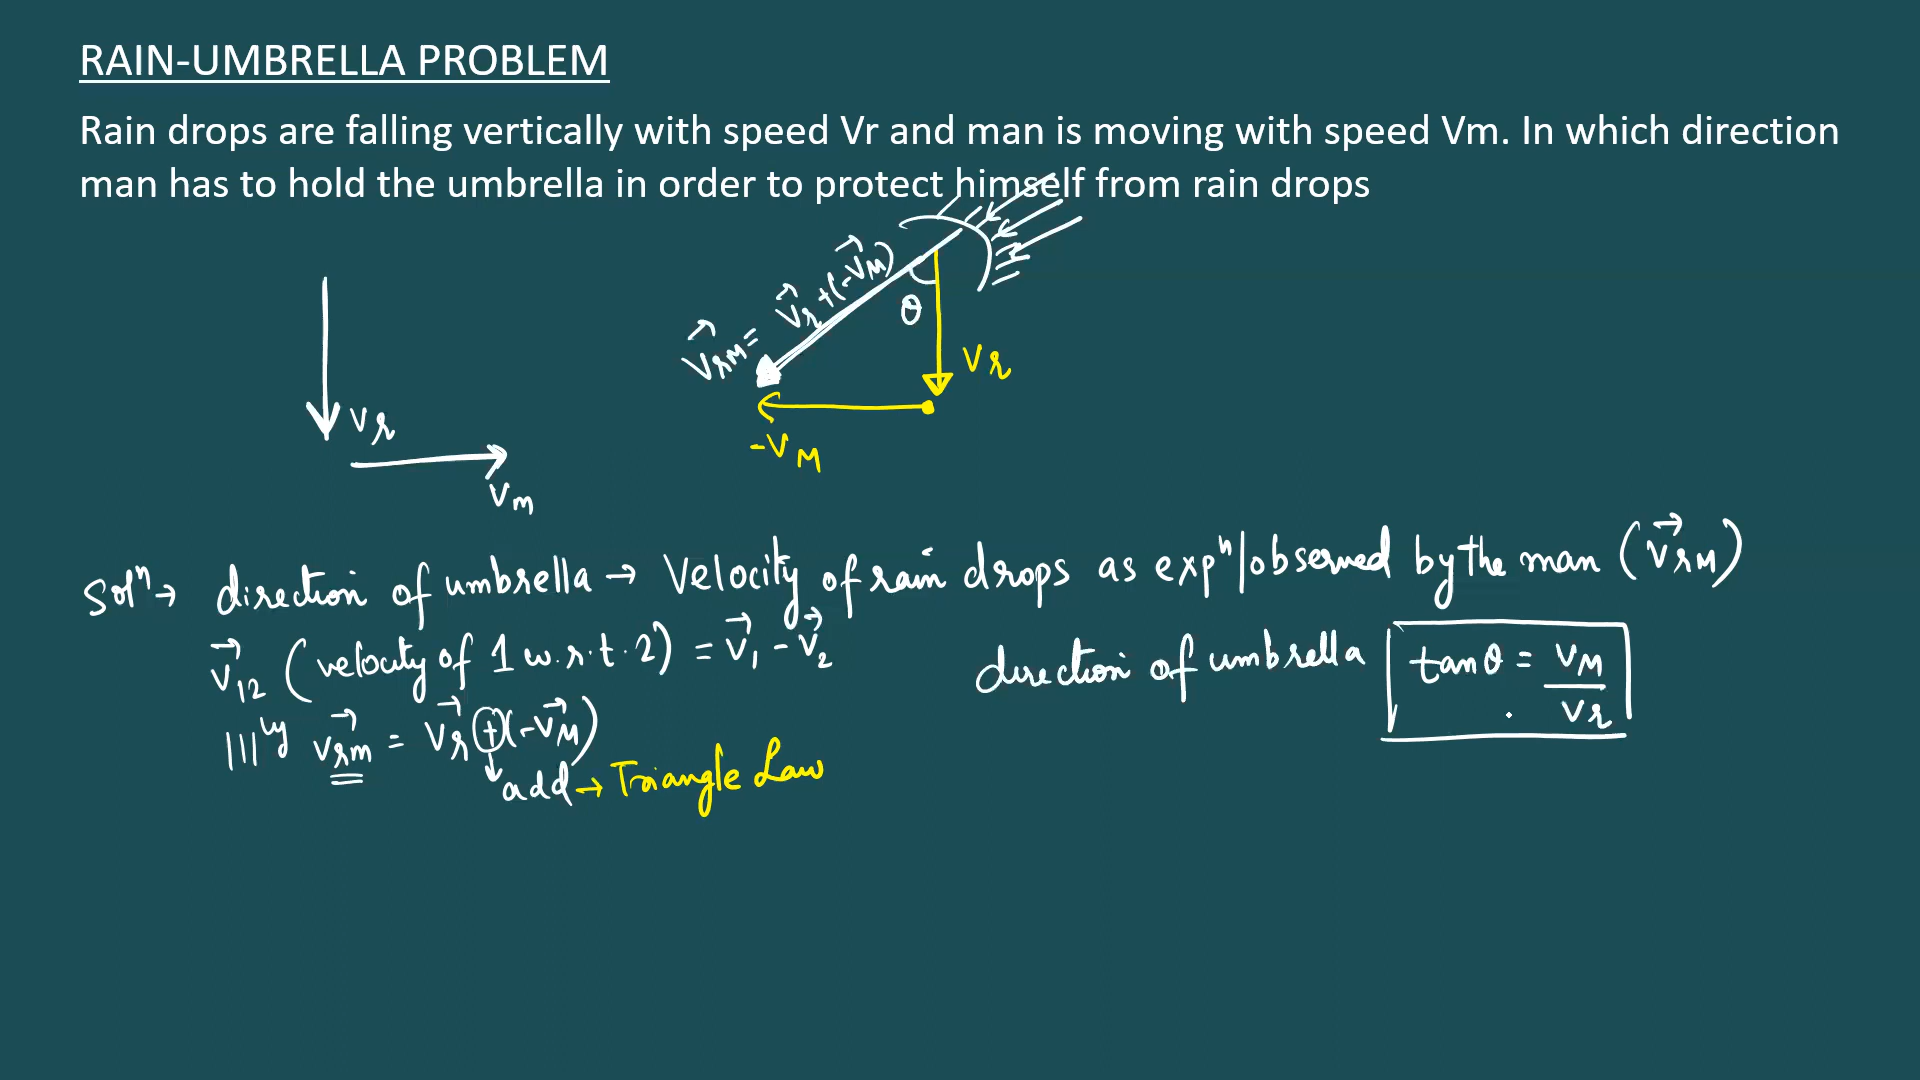 RAIN-UMBRELLA PROBLEM
Rain drops are falling vertically with speed Vr and man is moving with speed Vm. In which direction
man has to hold the umbrella in order to protect himself from rain drops
V⃗rM = V⃗r + (-V⃗M)
θ
Vr
-VM
Vr
Vm
Solⁿ → direction of umbrella → Velocity of rain drops as expⁿ/observed by the man (V⃗rM)
V⃗12 (velocity of 1 w.r.t. 2) = V⃗1 - V⃗2
direction of umbrella tanθ = VM/Vr
|||ly V⃗rm = V⃗r + (-V⃗M)
add → Triangle Law